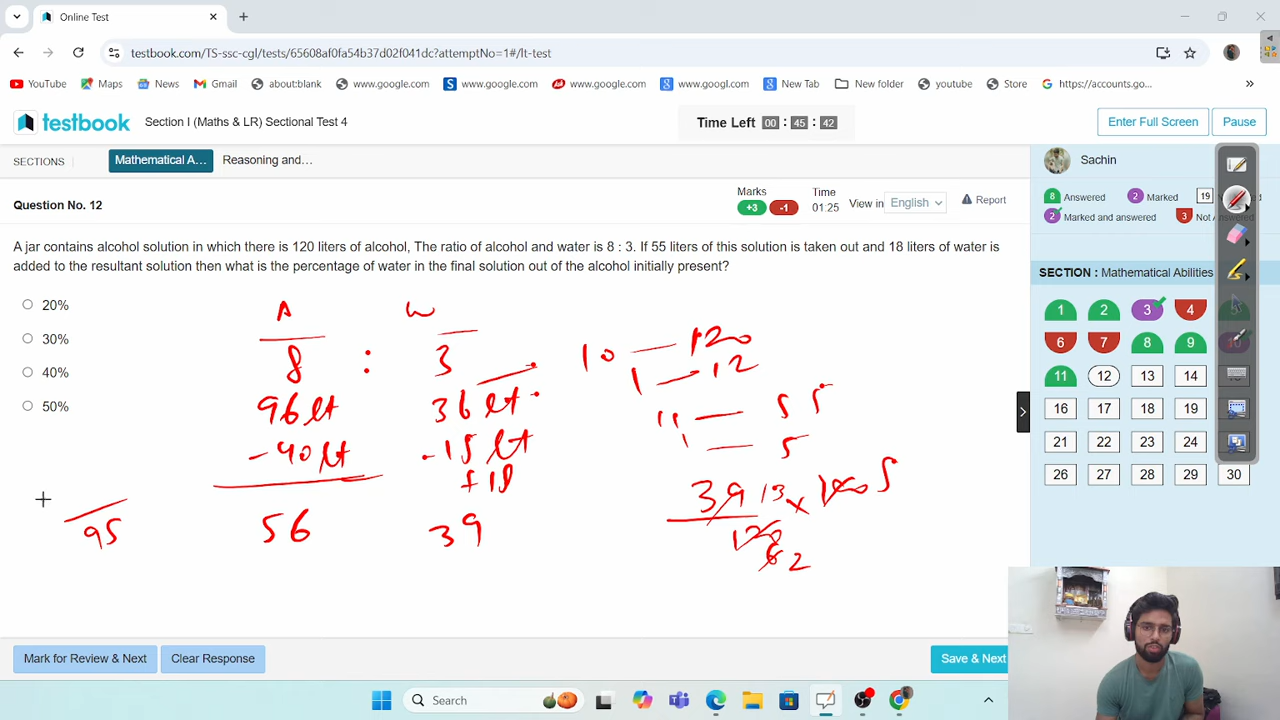 Online Test
testbook.com/TS-ssc-cgl/tests/65608af0fa54b37d02f041dc?attemptNo=1#/lt-test
YouTube Maps News Gmail about:blank www.google.com www.google.com www.google.com www.googl.com New Tab New folder youtube Store https://accounts.go...
testbook Section I (Maths & LR) Sectional Test 4 Time Left 00 : 45 : 42 Enter Full Screen Pause
SECTIONS Mathematical A... Reasoning and... Sachin
Question No. 12 Marks +3 -1 Time 01:25 View in English Report
8 Answered 2 Marked 19
2 Marked and answered 3 Not
A jar contains alcohol solution in which there is 120 liters of alcohol, The ratio of alcohol and water is 8 : 3. If 55 liters of this solution is taken out and 18 liters of water is
added to the resultant solution then what is the percentage of water in the final solution out of the alcohol initially present?
SECTION : Mathematical Abilities
20%
30%
40%
50%
A W
8 : 3 10 — 120
1 — 12
96lt 36lt 11 — 55
-40lt -15lt 1 — 5
+18
95 56 39
39 13 x 100 5
120
6 2
1 2 3 4 5
6 7 8 9 10
11 12 13 14 15
16 17 18 19 20
21 22 23 24 25
26 27 28 29 30
Mark for Review & Next Clear Response Save & Next
Search